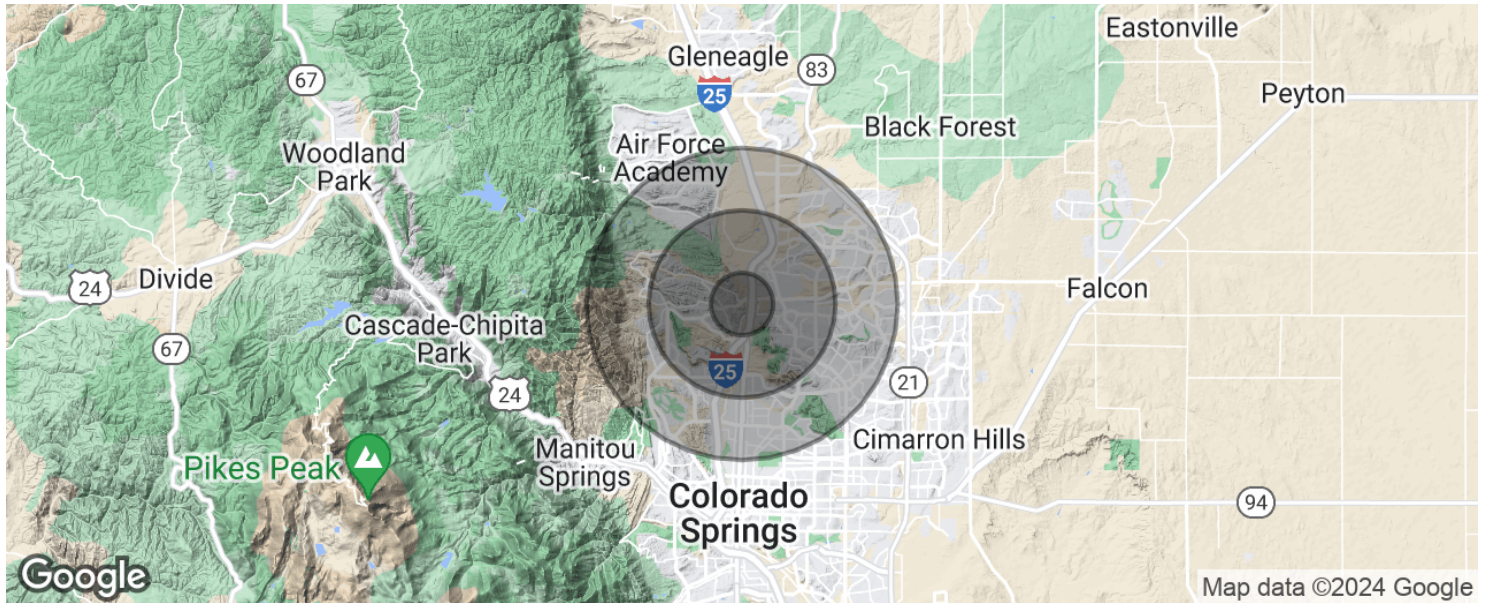 Eastonville
Gleneagle
83
67
25
Peyton
Black Forest
Air Force
Academy
Woodland
Park
Divide
24
Falcon
Cascade-Chipita
Park
67
25
21
24
Cimarron Hills
Manitou
Springs
Pikes Peak
Colorado
Springs
94
Google
Map data ©2024 Google